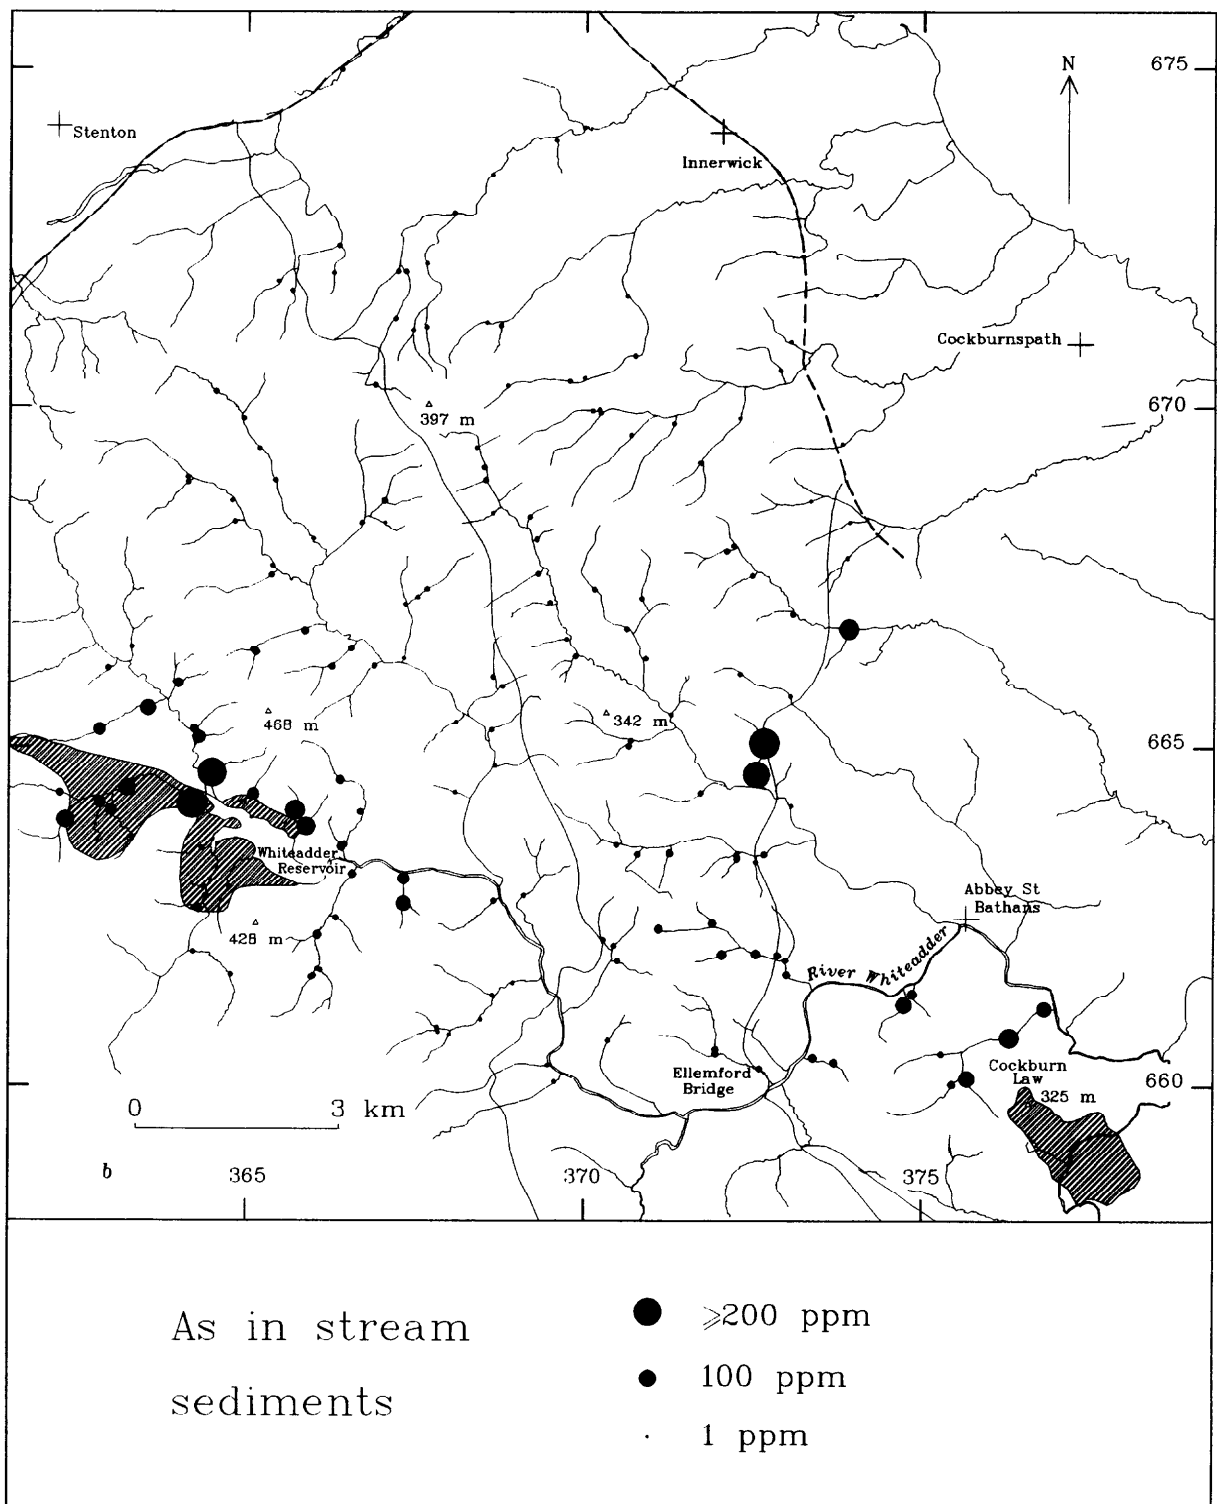 675
N
Stenton
Innerwick
Cockburnspath
670
397 m
468 m
342 m
665
Whiteadder
Reservoir
Abbey St
Bathans
428 m
River Whiteadder
Ellemford
Bridge
Cockburn
Law
325 m
660
0 3 km
b
365
370
375
As in stream
sediments
⩾200 ppm
100 ppm
1 ppm